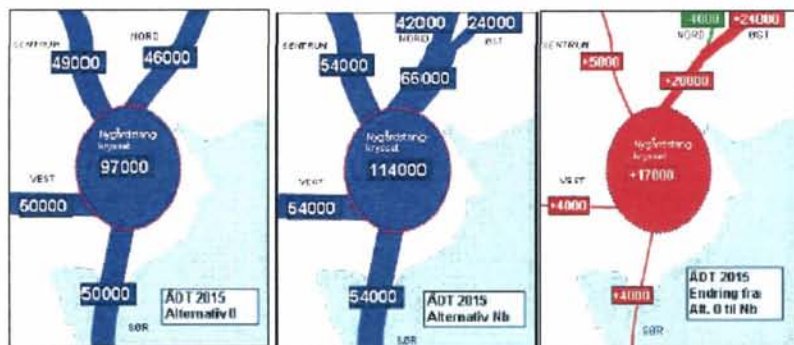 SENTRUM
NORD
49000
46000
Nygårdstang-
krysset
97000
VEST
50000
50000
SØR
ÅDT 2015
Alternativ 0
42000
24000
SENTRUM
NORD
ØST
54000
66000
Nygårdstang-
krysset
114000
VEST
54000
54000
SØR
ÅDT 2015
Alternativ Nb
-4000
+24000
SENTRUM
NORD
ØST
+5000
+20000
Nygårdstang-
krysset
+17000
VEST
+4000
+4000
SØR
ÅDT 2015
Endring fra
Alt. 0 til Nb